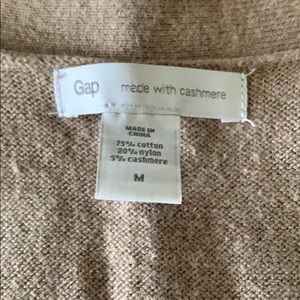 Gap made with cashmere
MADE IN
CHINA
75% cotton
20% nylon
5% cashmere
M